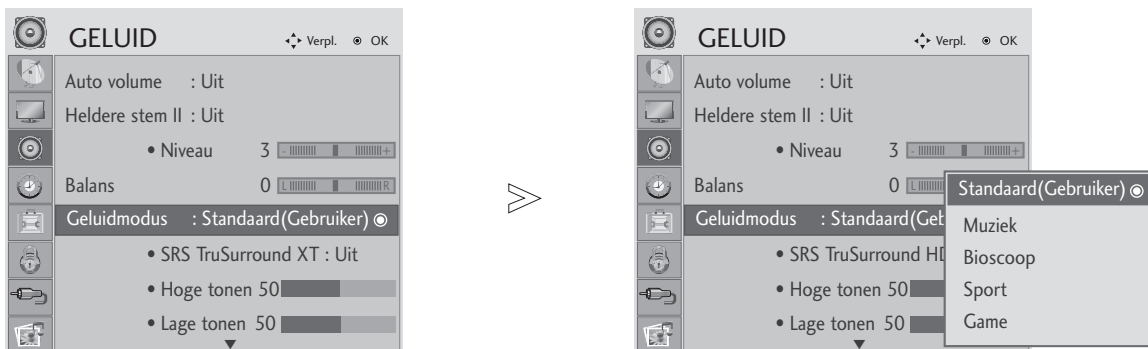 GELUID Verpl. OK
Auto volume : Uit
Heldere stem II : Uit
• Niveau 3 - +
Balans 0 L R
Geluidmodus : Standaard(Gebruiker)
• SRS TruSurround XT : Uit
• Hoge tonen 50
• Lage tonen 50
GELUID Verpl. OK
Auto volume : Uit
Heldere stem II : Uit
• Niveau 3 - +
Balans 0 L
Geluidmodus : Standaard(Geb
• SRS TruSurround HD
• Hoge tonen 50
• Lage tonen 50
Standaard(Gebruiker)
Muziek
Bioscoop
Sport
Game